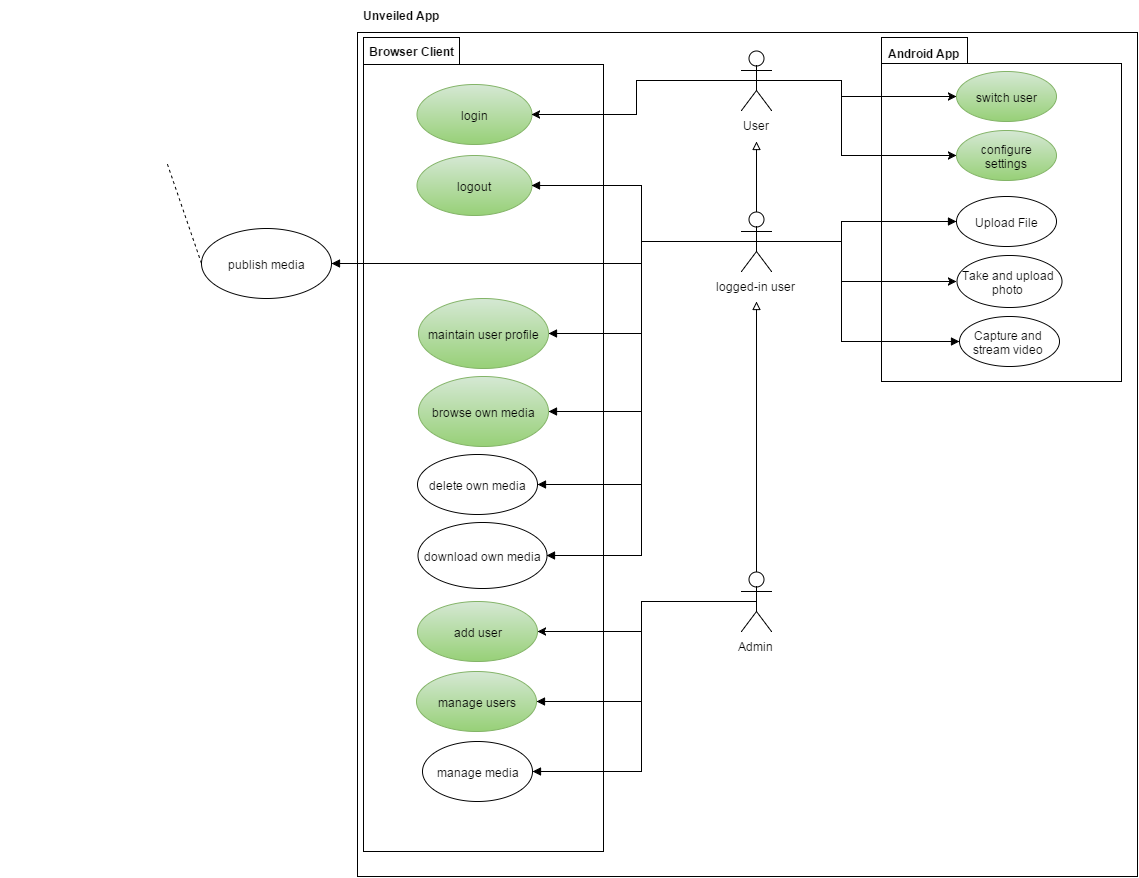 Unveiled App
Browser Client
Android App
login
switch user
User
configure
settings
logout
Upload File
publish media
logged-in user
Take and upload
photo
maintain user profile
Capture and
stream video
browse own media
delete own media
download own media
add user
Admin
manage users
manage media